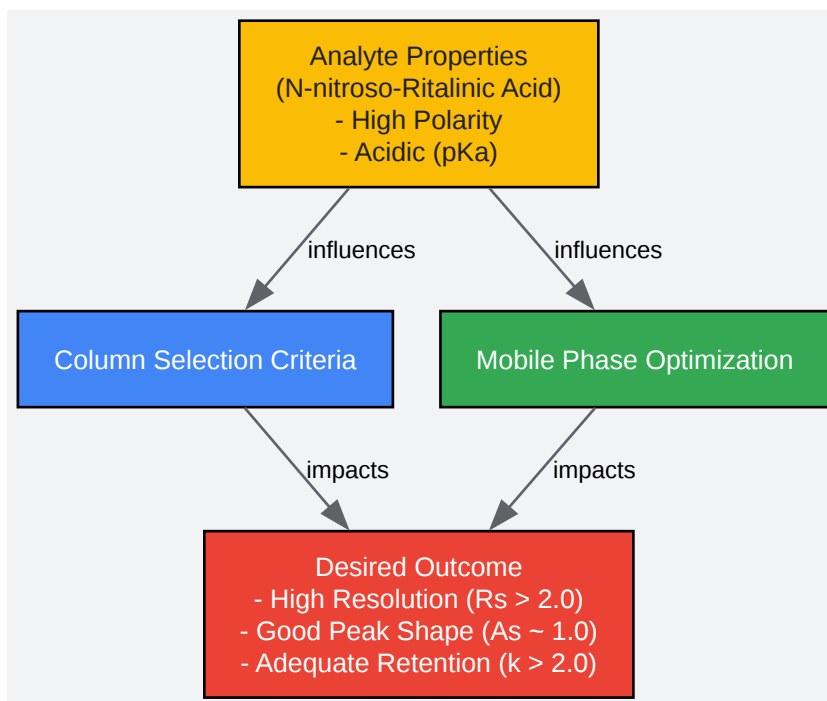 Analyte Properties
(N-nitroso-Ritalinic Acid)
- High Polarity
- Acidic (pKa)
influences
influences
Column Selection Criteria
Mobile Phase Optimization
impacts
impacts
Desired Outcome
- High Resolution (Rs > 2.0)
- Good Peak Shape (As ~ 1.0)
- Adequate Retention (k > 2.0)